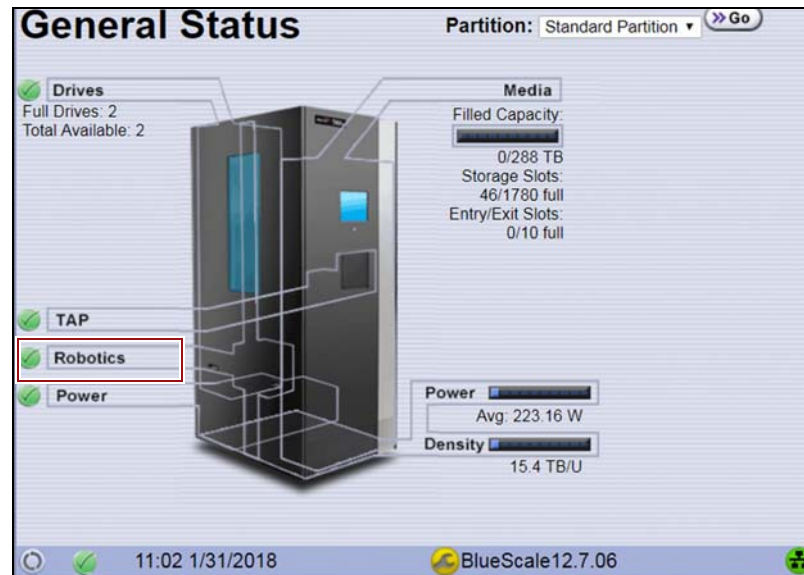 General Status
Partition: Standard Partition Go
Drives
Full Drives: 2
Total Available: 2
Media
Filled Capacity:
0/288 TB
Storage Slots:
46/1780 full
Entry/Exit Slots:
0/10 full
TAP
Robotics
Power
Power
Avg: 223.16 W
Density
15.4 TB/U
11:02 1/31/2018
BlueScale12.7.06